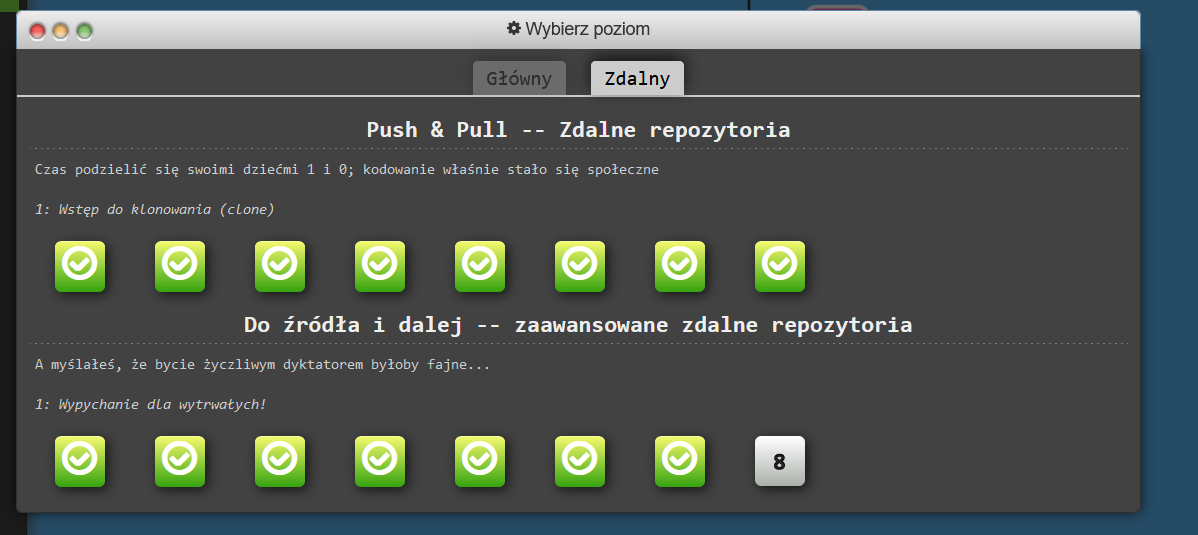 Wybierz poziom
Główny Zdalny
Push & Pull -- Zdalne repozytoria
Czas podzielić się swoimi dziećmi 1 i 0; kodowanie właśnie stało się społeczne
1: Wstęp do klonowania (clone)
Do źródła i dalej -- zaawansowane zdalne repozytoria
A myślałeś, że bycie życzliwym dyktatorem byłoby fajne...
1: Wypychanie dla wytrwałych!
8